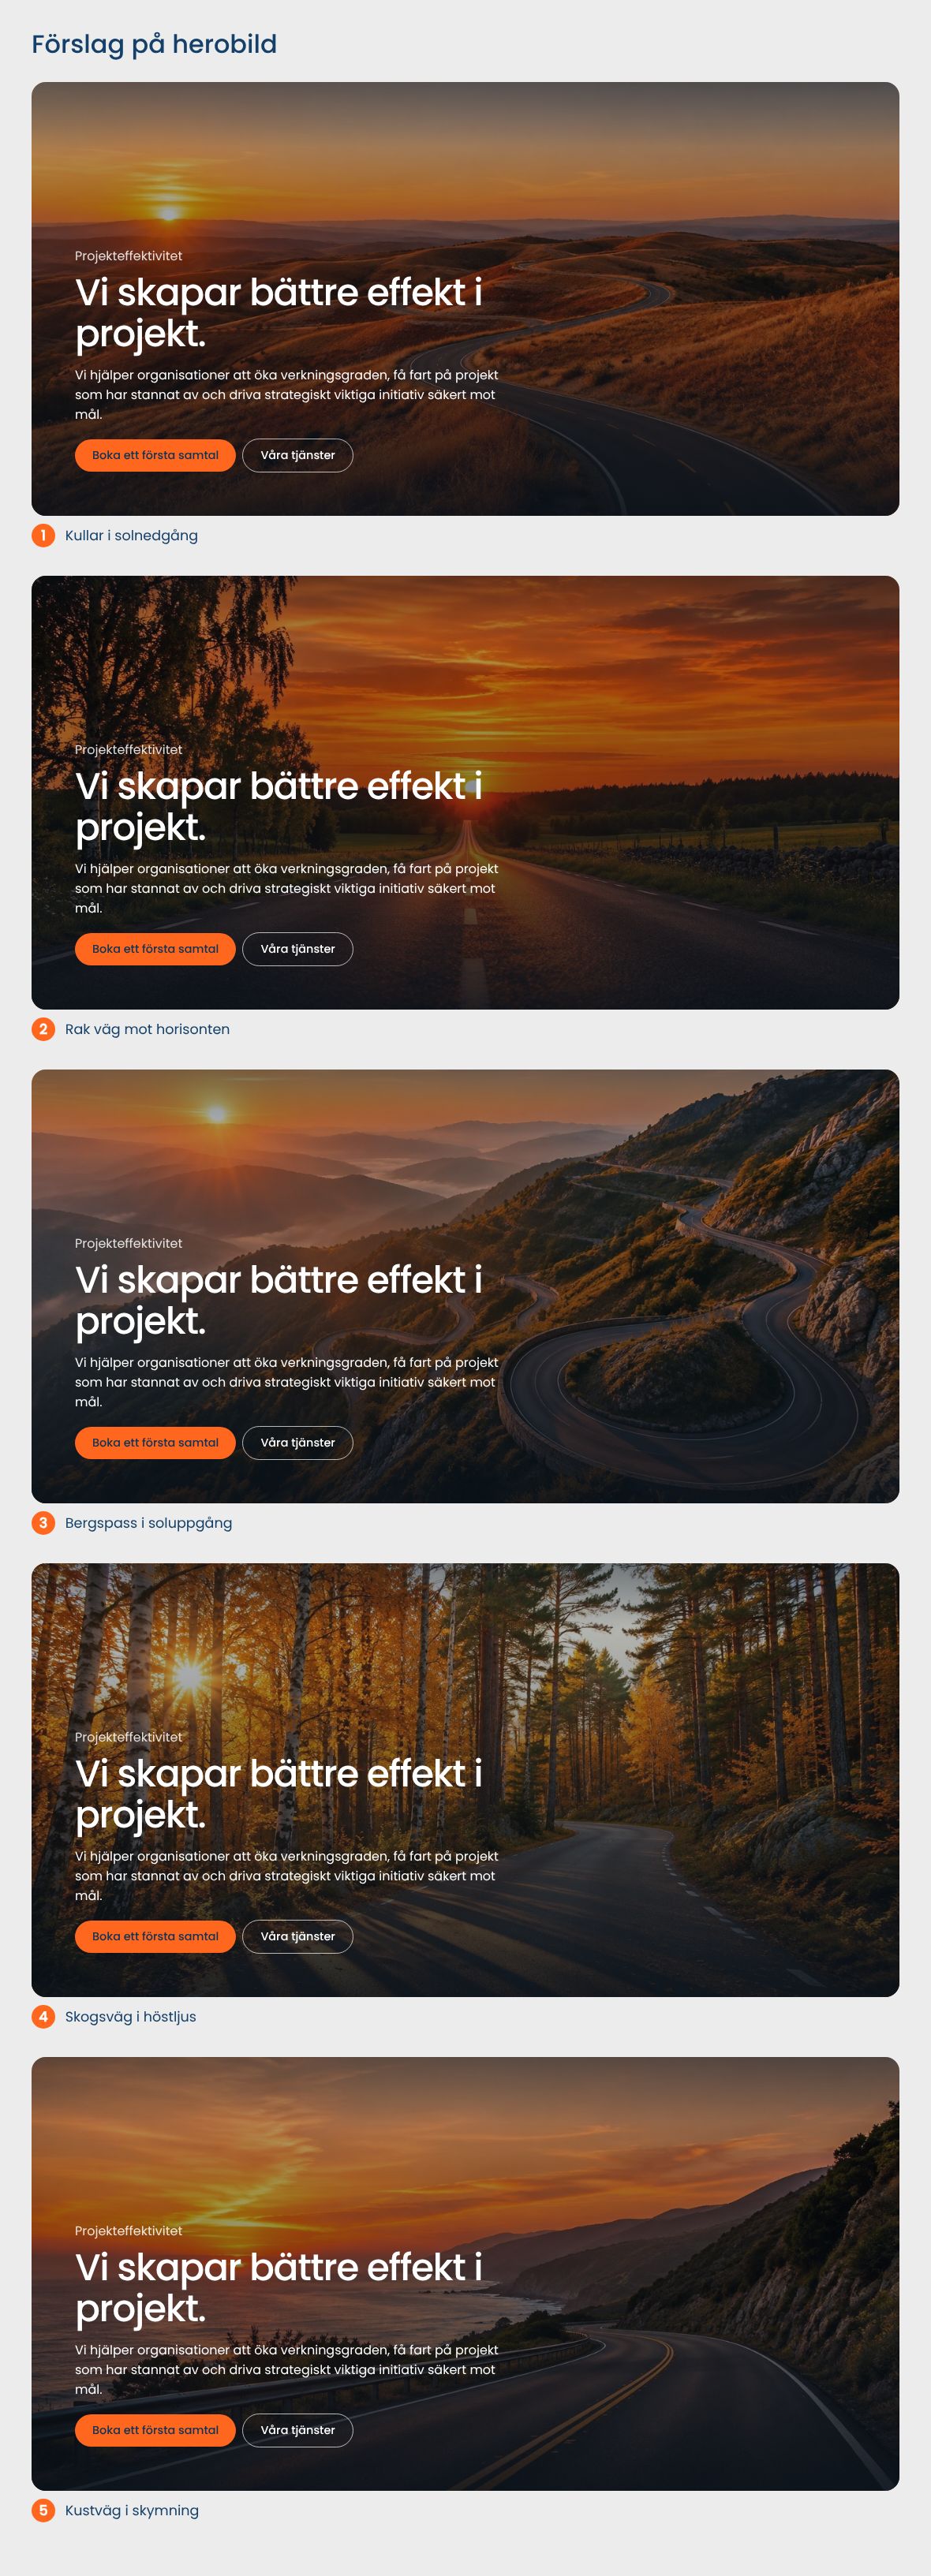 Förslag på herobild
Projekteffektivitet
Vi skapar bättre effekt i
projekt.
Vi hjälper organisationer att öka verkningsgraden, få fart på projekt
som har stannat av och driva strategiskt viktiga initiativ säkert mot
mål.
Boka ett första samtal Våra tjänster
1 Kullar i solnedgång
Projekteffektivitet
Vi skapar bättre effekt i
projekt.
Vi hjälper organisationer att öka verkningsgraden, få fart på projekt
som har stannat av och driva strategiskt viktiga initiativ säkert mot
mål.
Boka ett första samtal Våra tjänster
2 Rak väg mot horisonten
Projekteffektivitet
Vi skapar bättre effekt i
projekt.
Vi hjälper organisationer att öka verkningsgraden, få fart på projekt
som har stannat av och driva strategiskt viktiga initiativ säkert mot
mål.
Boka ett första samtal Våra tjänster
3 Bergspass i soluppgång
Projekteffektivitet
Vi skapar bättre effekt i
projekt.
Vi hjälper organisationer att öka verkningsgraden, få fart på projekt
som har stannat av och driva strategiskt viktiga initiativ säkert mot
mål.
Boka ett första samtal Våra tjänster
4 Skogsväg i höstljus
Projekteffektivitet
Vi skapar bättre effekt i
projekt.
Vi hjälper organisationer att öka verkningsgraden, få fart på projekt
som har stannat av och driva strategiskt viktiga initiativ säkert mot
mål.
Boka ett första samtal Våra tjänster
5 Kustväg i skymning